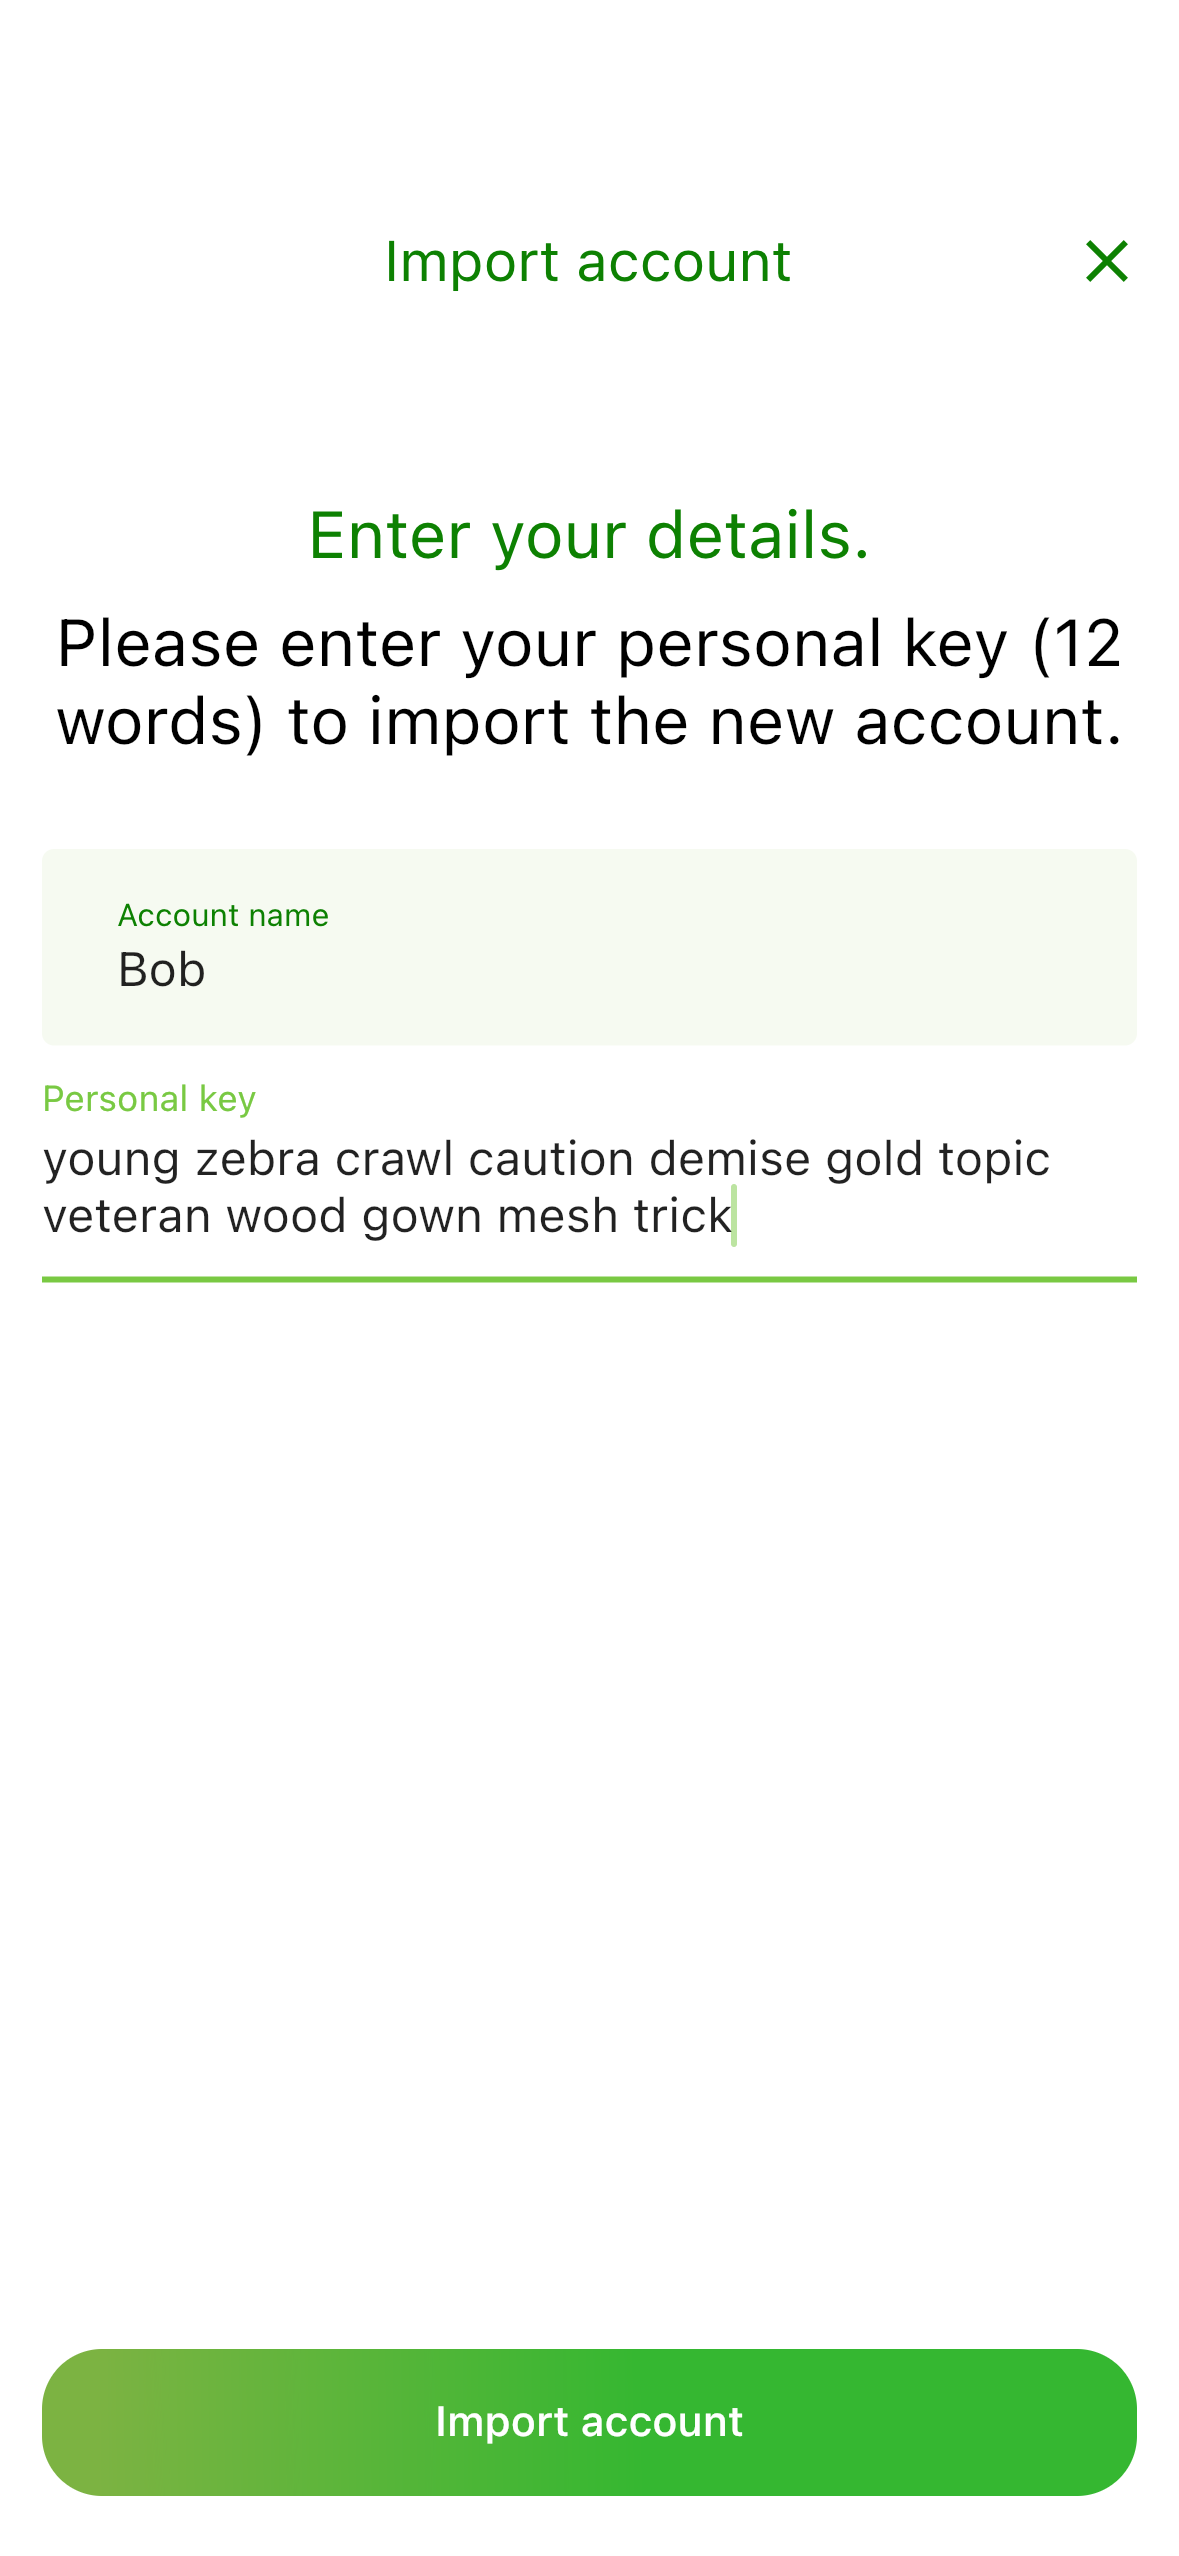 Import account
Enter your details.
Please enter your personal key (12
words) to import the new account.
Account name
Bob
Personal key
young zebra crawl caution demise gold topic
veteran wood gown mesh trick
Import account